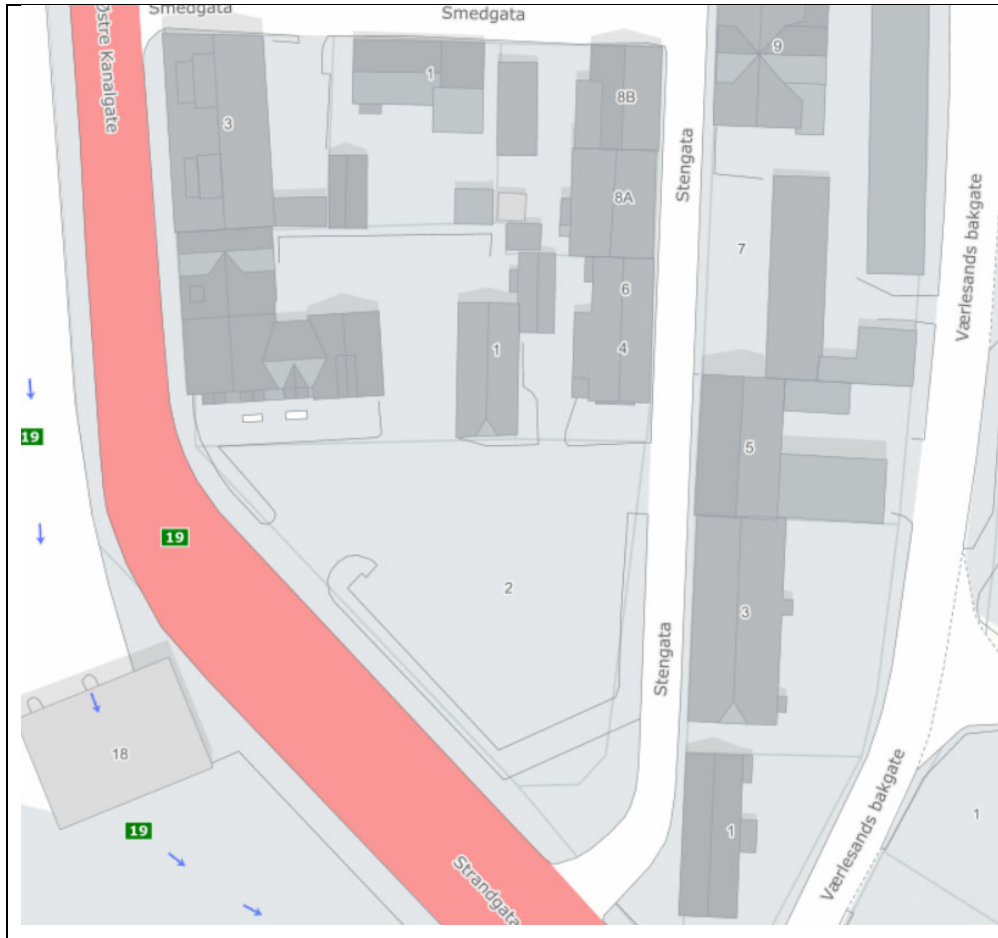 Smedgata
Smedgata
Østre Kanalgate
9
1
8B
3
Stengata
8A
7
Værlesands bakgate
6
1
4
19
5
19
2
3
Stengata
18
19
Værlesands bakgate
1
1
Strandgata